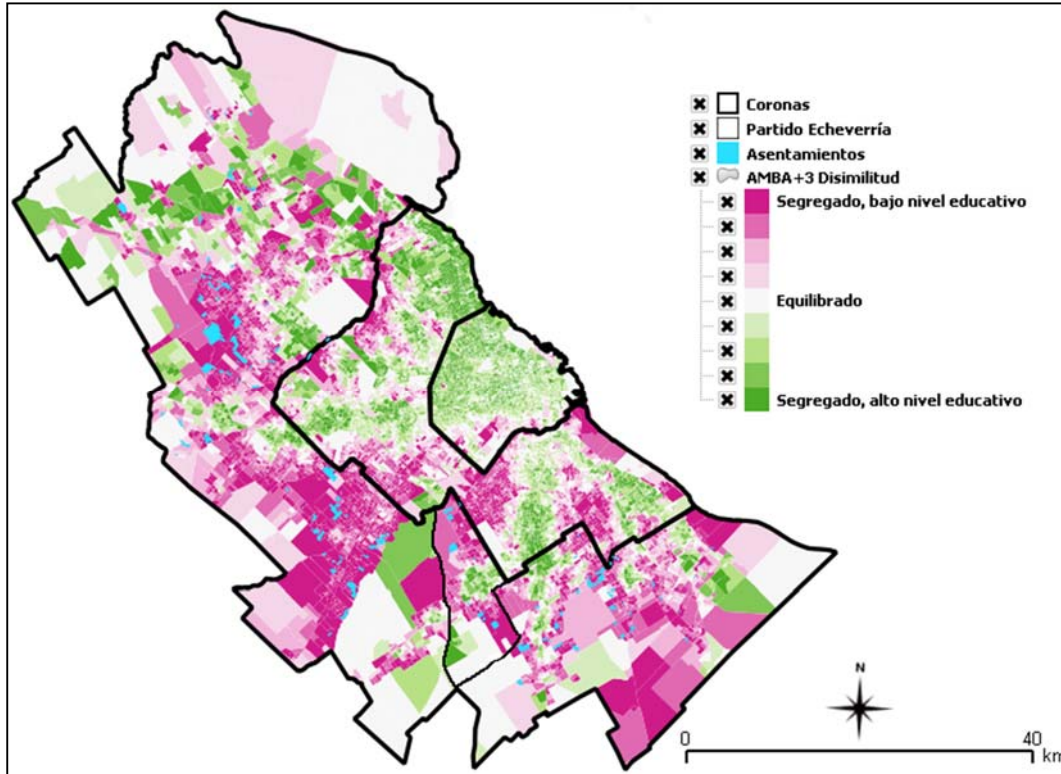 Coronas
Partido Echeverría
Asentamientos
AMBA+3 Disimilitud
Segregado, bajo nivel educativo
Equilibrado
Segregado, alto nivel educativo
N
0 40
km